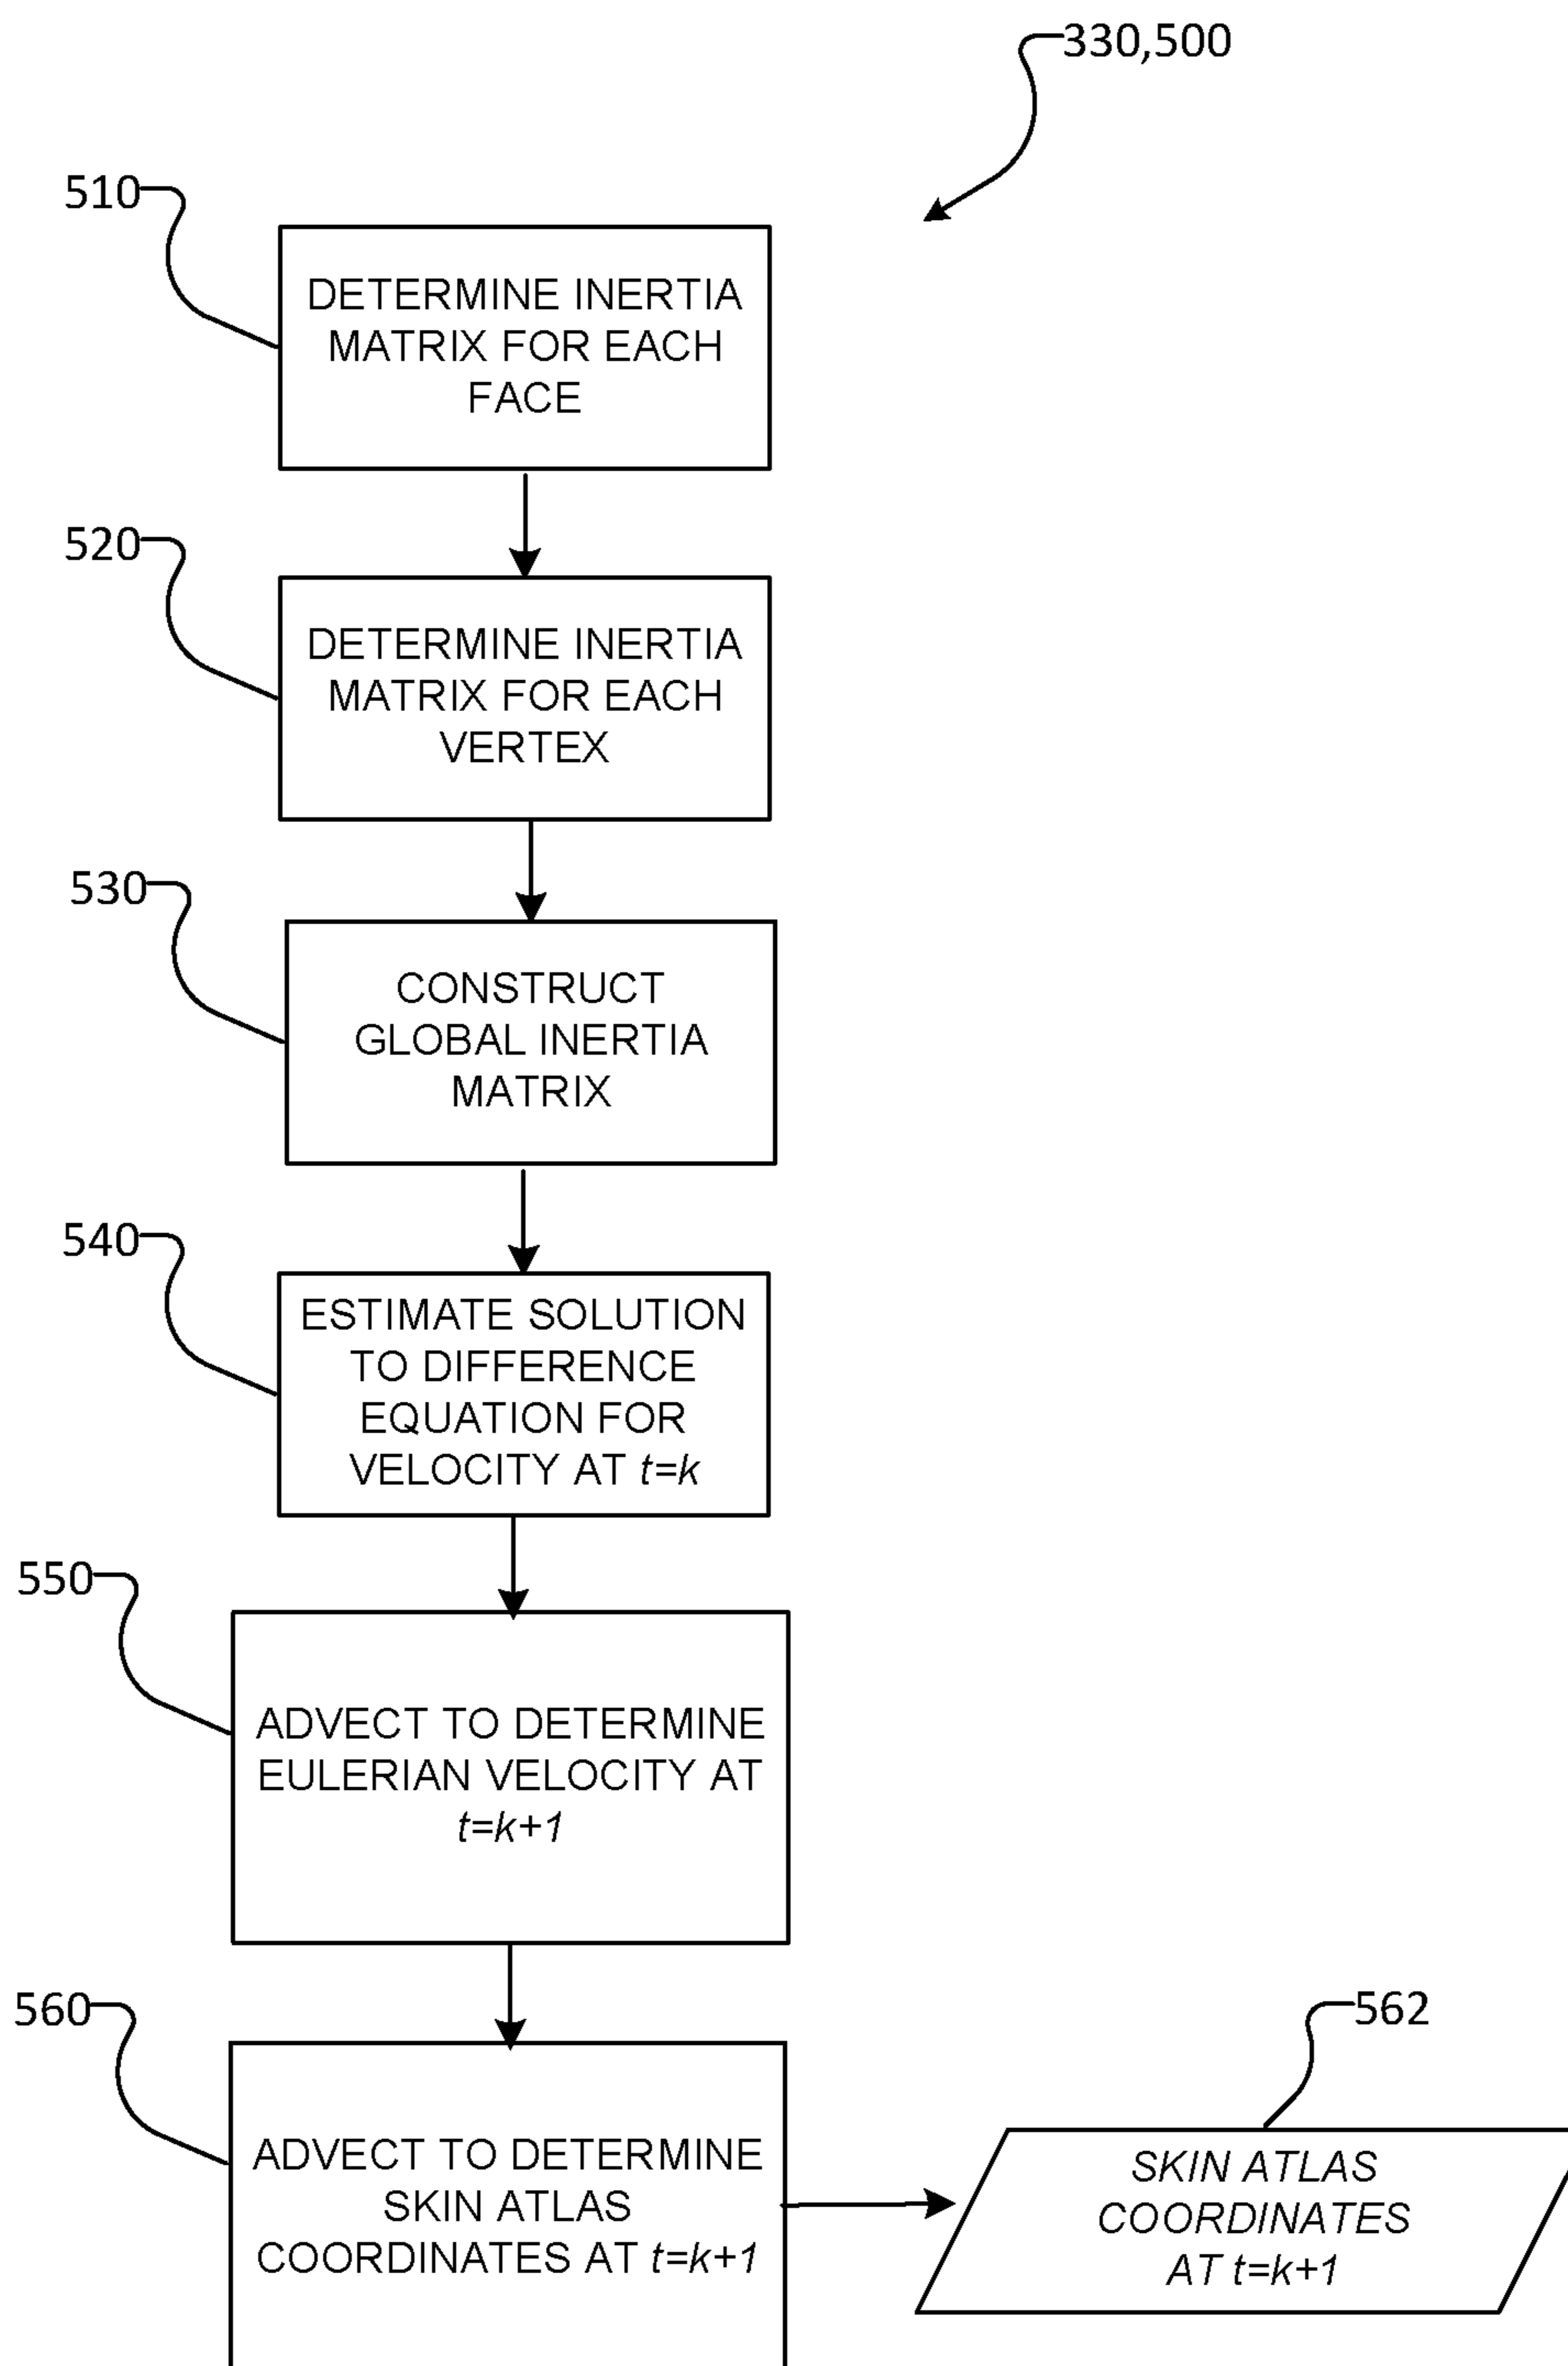 330,500
510
DETERMINE INERTIA
MATRIX FOR EACH
FACE
520
DETERMINE INERTIA
MATRIX FOR EACH
VERTEX
530
CONSTRUCT
GLOBAL INERTIA
MATRIX
540
ESTIMATE SOLUTION
TO DIFFERENCE
EQUATION FOR
VELOCITY AT t=k
550
ADVECT TO DETERMINE
EULERIAN VELOCITY AT
t=k+1
560
ADVECT TO DETERMINE
SKIN ATLAS
COORDINATES AT t=k+1
562
SKIN ATLAS
COORDINATES
AT t=k+1